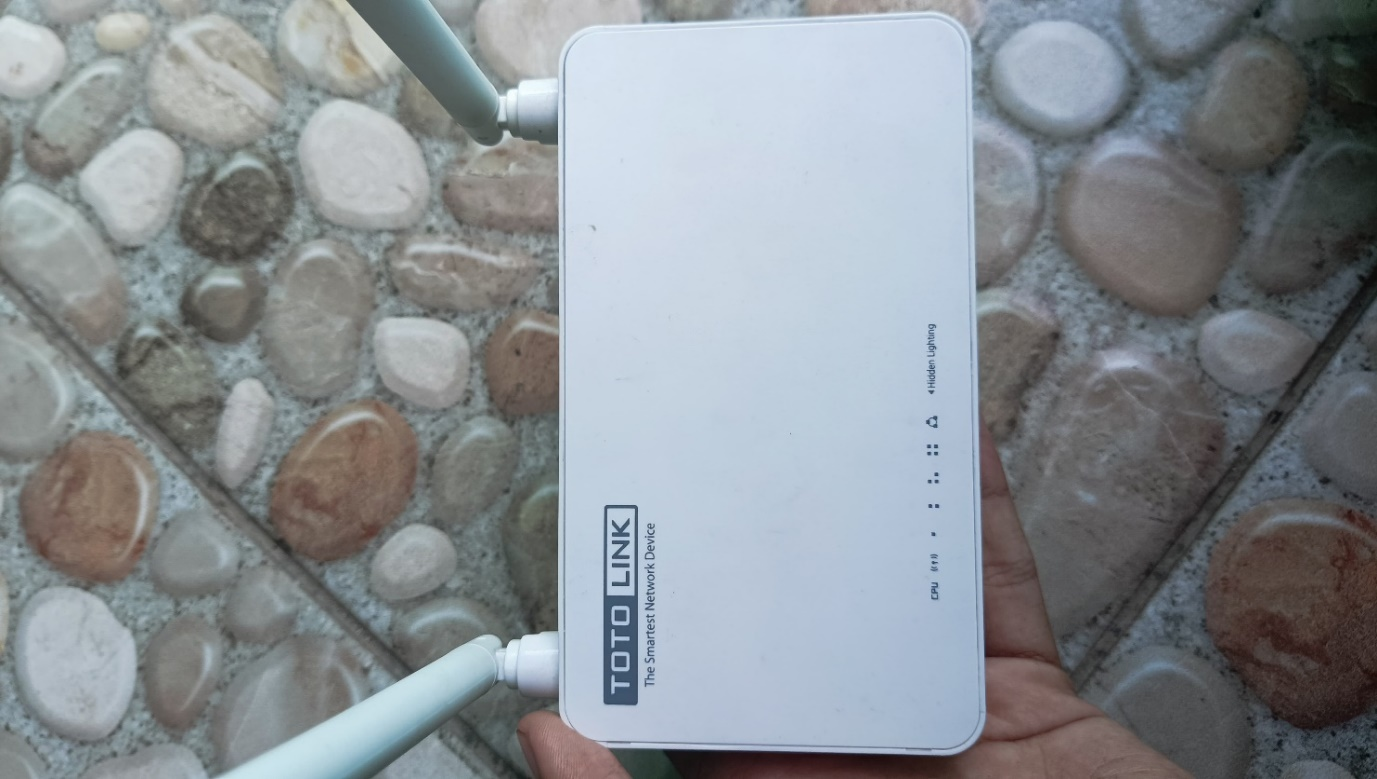 TOTO LINK
The Smartest Network Device
CPU
Hidden Lighting